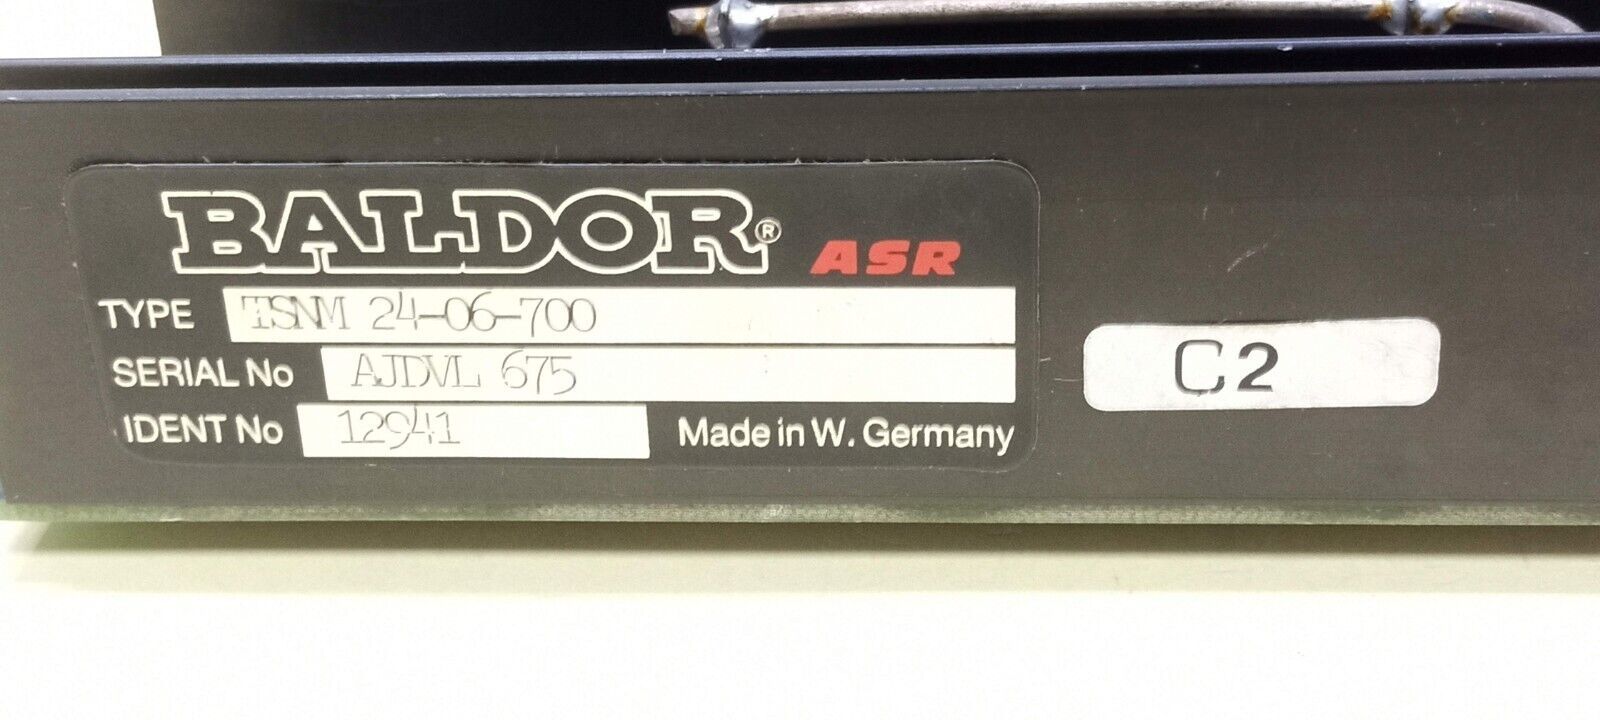 BALDOR® ASR
TYPE TSNM 24-06-700
SERIAL No AJDVL 675
IDENT No 12941 Made in W. Germany
C2